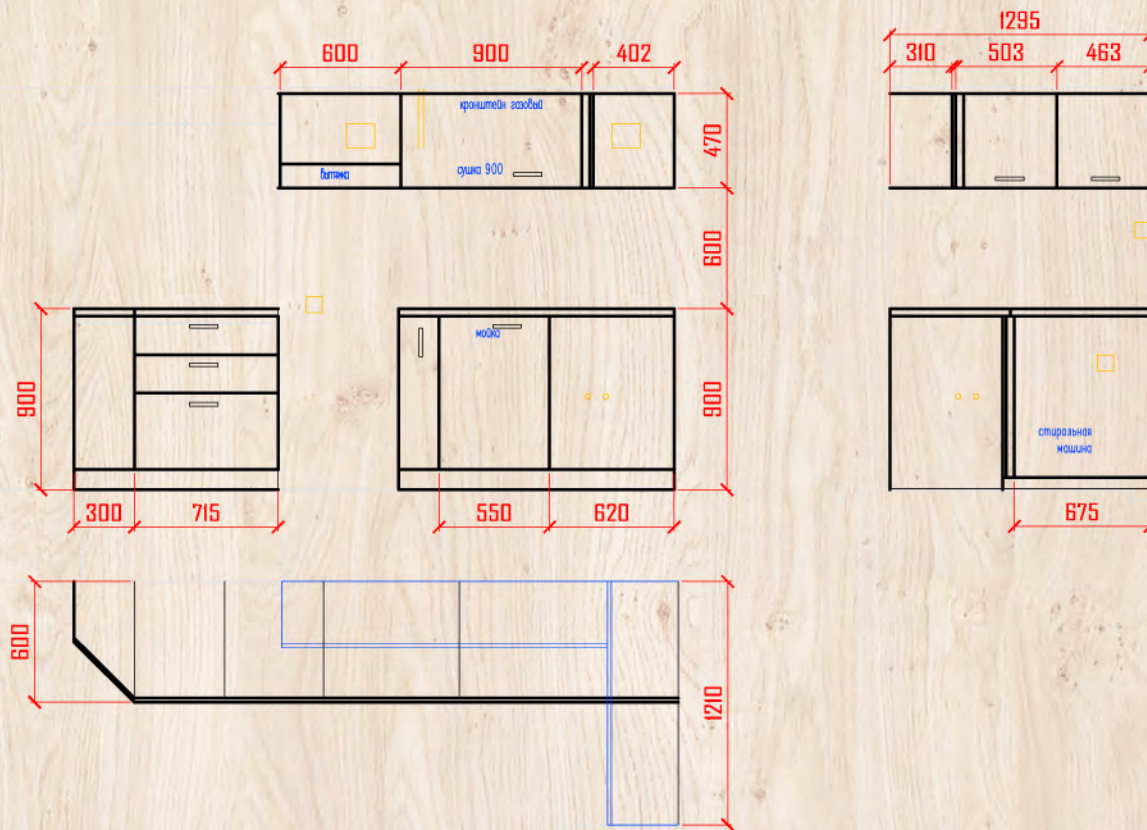 1295
600 900 402
310 503 463
кронштейн газовый
470
вытяжка
сушка 900
600
мойка
900
900
стиральная
машина
300 715
550 620
675
600
1210